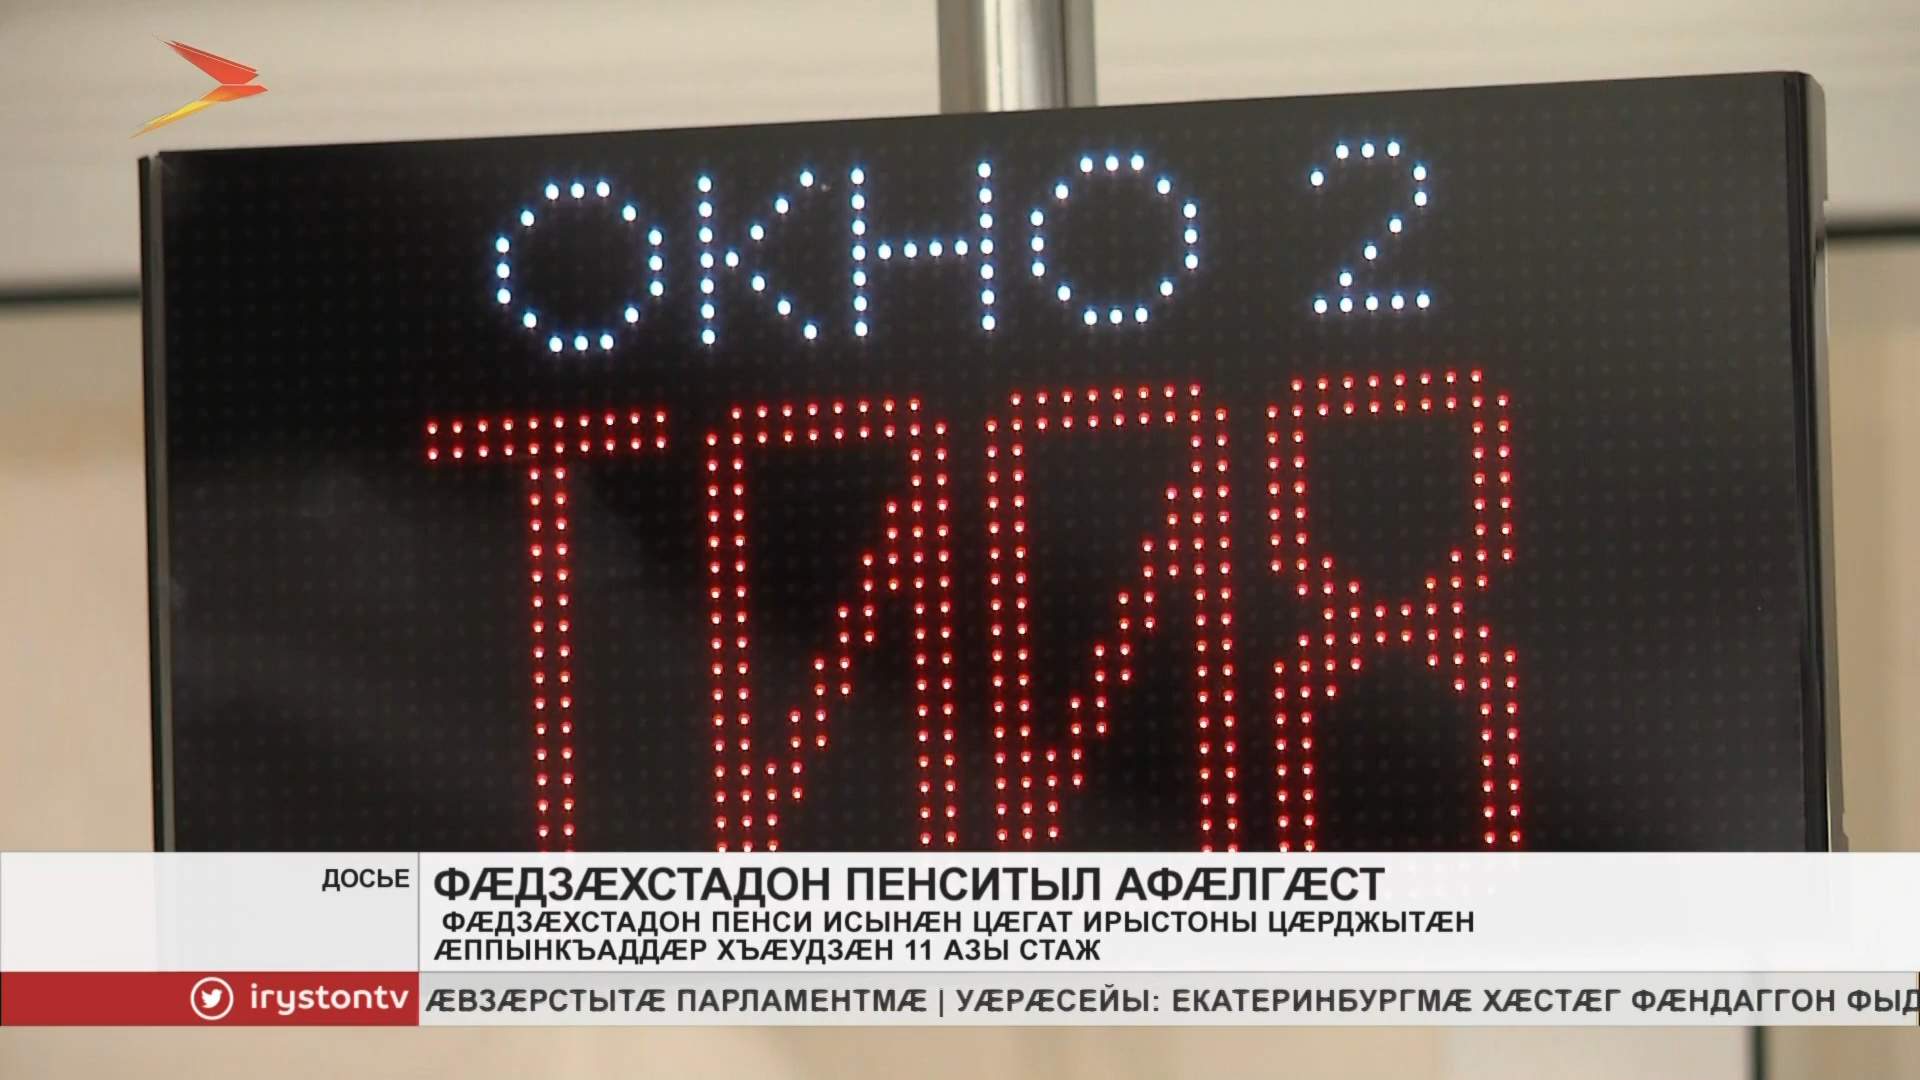 ОКНО 2
ДОСЬЕ
ФÆДЗÆХСТАДОН ПЕНСИТЫЛ АФÆЛГÆСТ
ФÆДЗÆХСТАДОН ПЕНСИ ИСЫНÆН ЦÆГАТ ИРЫСТОНЫ ЦÆРДЖЫТÆН
ÆППЫНКЪАДДÆР ХЪÆУДЗÆН 11 АЗЫ СТАЖ
irystontv
ÆВЗÆРСТЫТÆ ПАРЛАМЕНТМÆ | УÆРÆСЕЙЫ: ЕКАТЕРИНБУРГМÆ ХÆСТÆГ ФÆНДАГГОН ФЫД